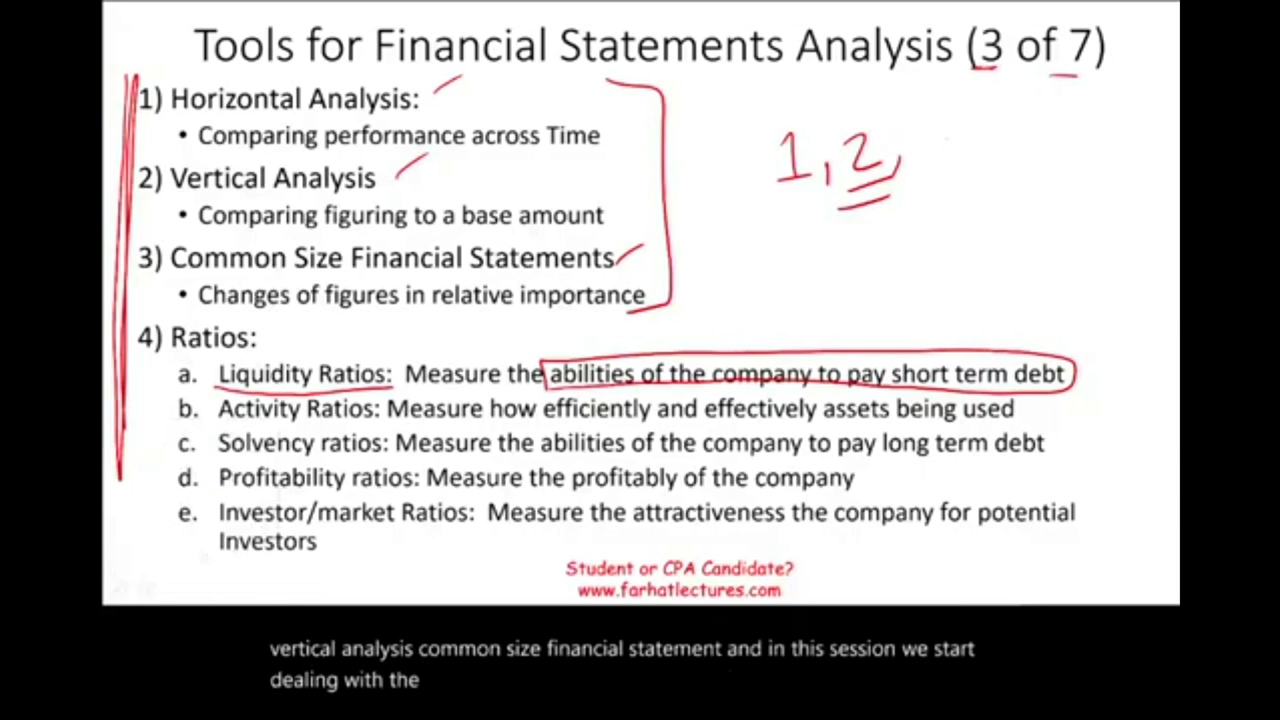 Tools for Financial Statements Analysis (3 of 7)
1) Horizontal Analysis:
• Comparing performance across Time
1, 2,
2) Vertical Analysis
• Comparing figuring to a base amount
3) Common Size Financial Statements
• Changes of figures in relative importance
4) Ratios:
a. Liquidity Ratios: Measure the abilities of the company to pay short term debt
b. Activity Ratios: Measure how efficiently and effectively assets being used
c. Solvency ratios: Measure the abilities of the company to pay long term debt
d. Profitability ratios: Measure the profitably of the company
e. Investor/market Ratios: Measure the attractiveness the company for potential
Investors
Student or CPA Candidate?
www.farhatlectures.com
vertical analysis common size financial statement and in this session we start
dealing with the